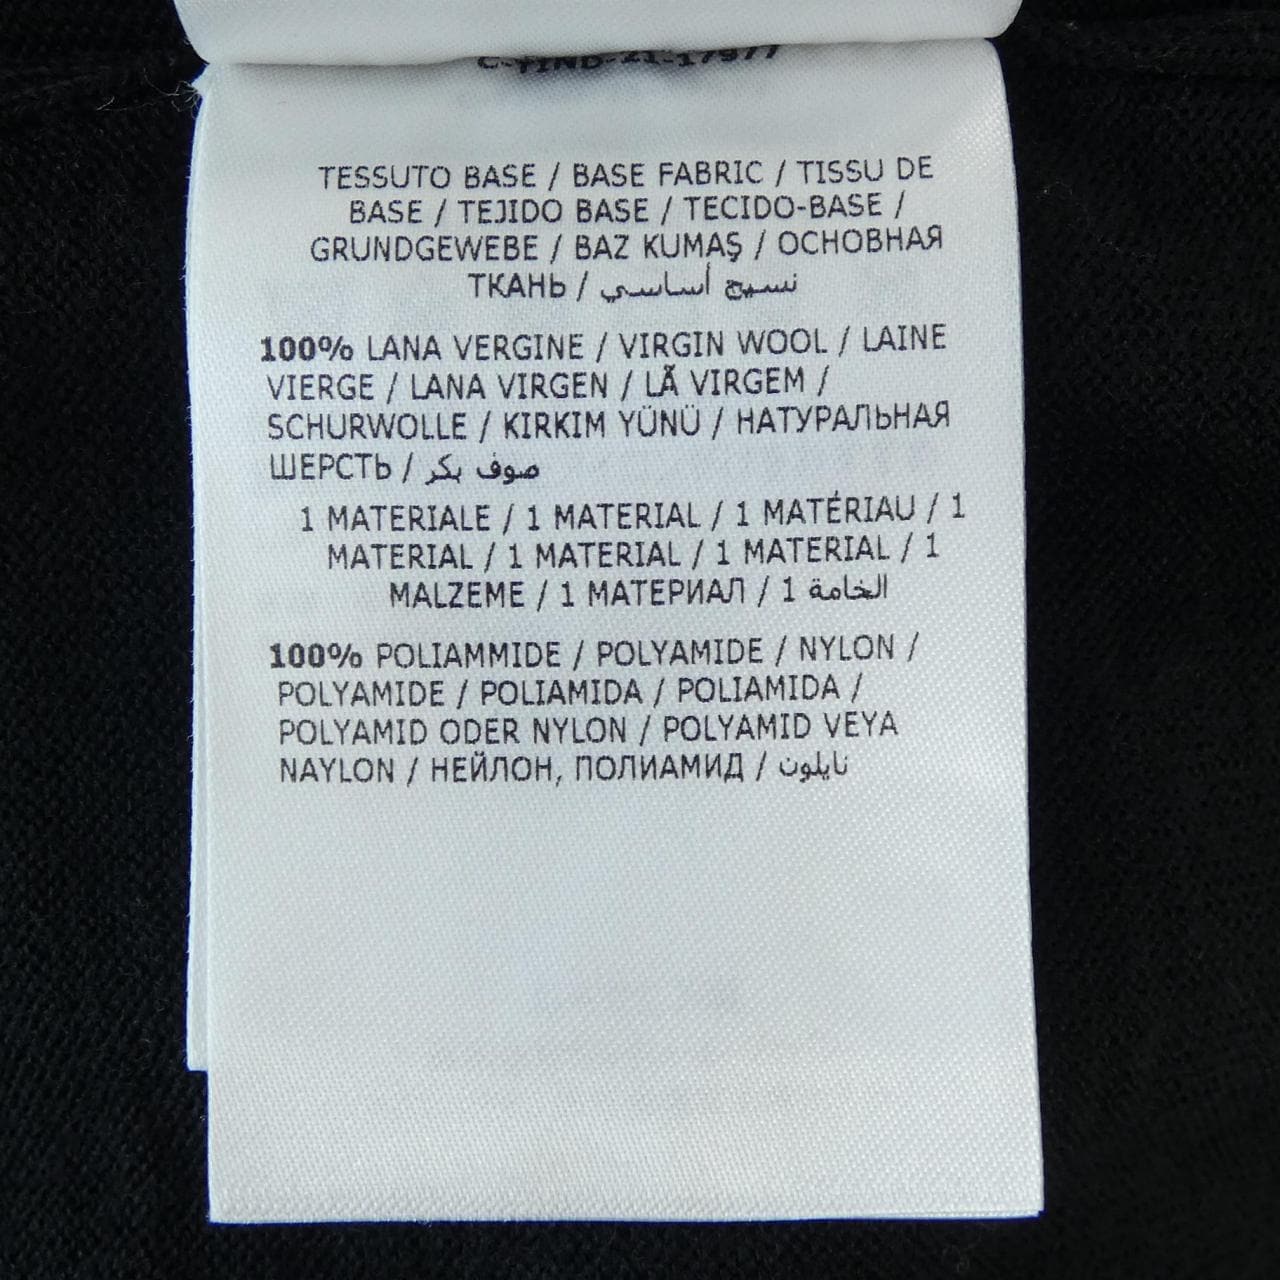 TESSUTO BASE / BASE FABRIC / TISSU DE
BASE / TEJIDO BASE / TECIDO-BASE /
GRUNDGEWEBE / BAZ KUMAŞ / ОСНОВНАЯ
ТКАНЬ / نسيج أساسي
100% LANA VERGINE / VIRGIN WOOL / LAINE
VIERGE / LANA VIRGEN / LÃ VIRGEM /
SCHURWOLLE / KIRKIM YÜNÜ / НАТУРАЛЬНАЯ
ШЕРСТЬ / صوف بكر
1 MATERIALE / 1 MATERIAL / 1 MATÉRIAU / 1
MATERIAL / 1 MATERIAL / 1 MATERIAL / 1
MALZEME / 1 МАТЕРИАЛ / 1 الخامة
100% POLIAMMIDE / POLYAMIDE / NYLON /
POLYAMIDE / POLIAMIDA / POLIAMIDA /
POLYAMID ODER NYLON / POLYAMID VEYA
NAYLON / НЕЙЛОН, ПОЛИАМИД / نايلون